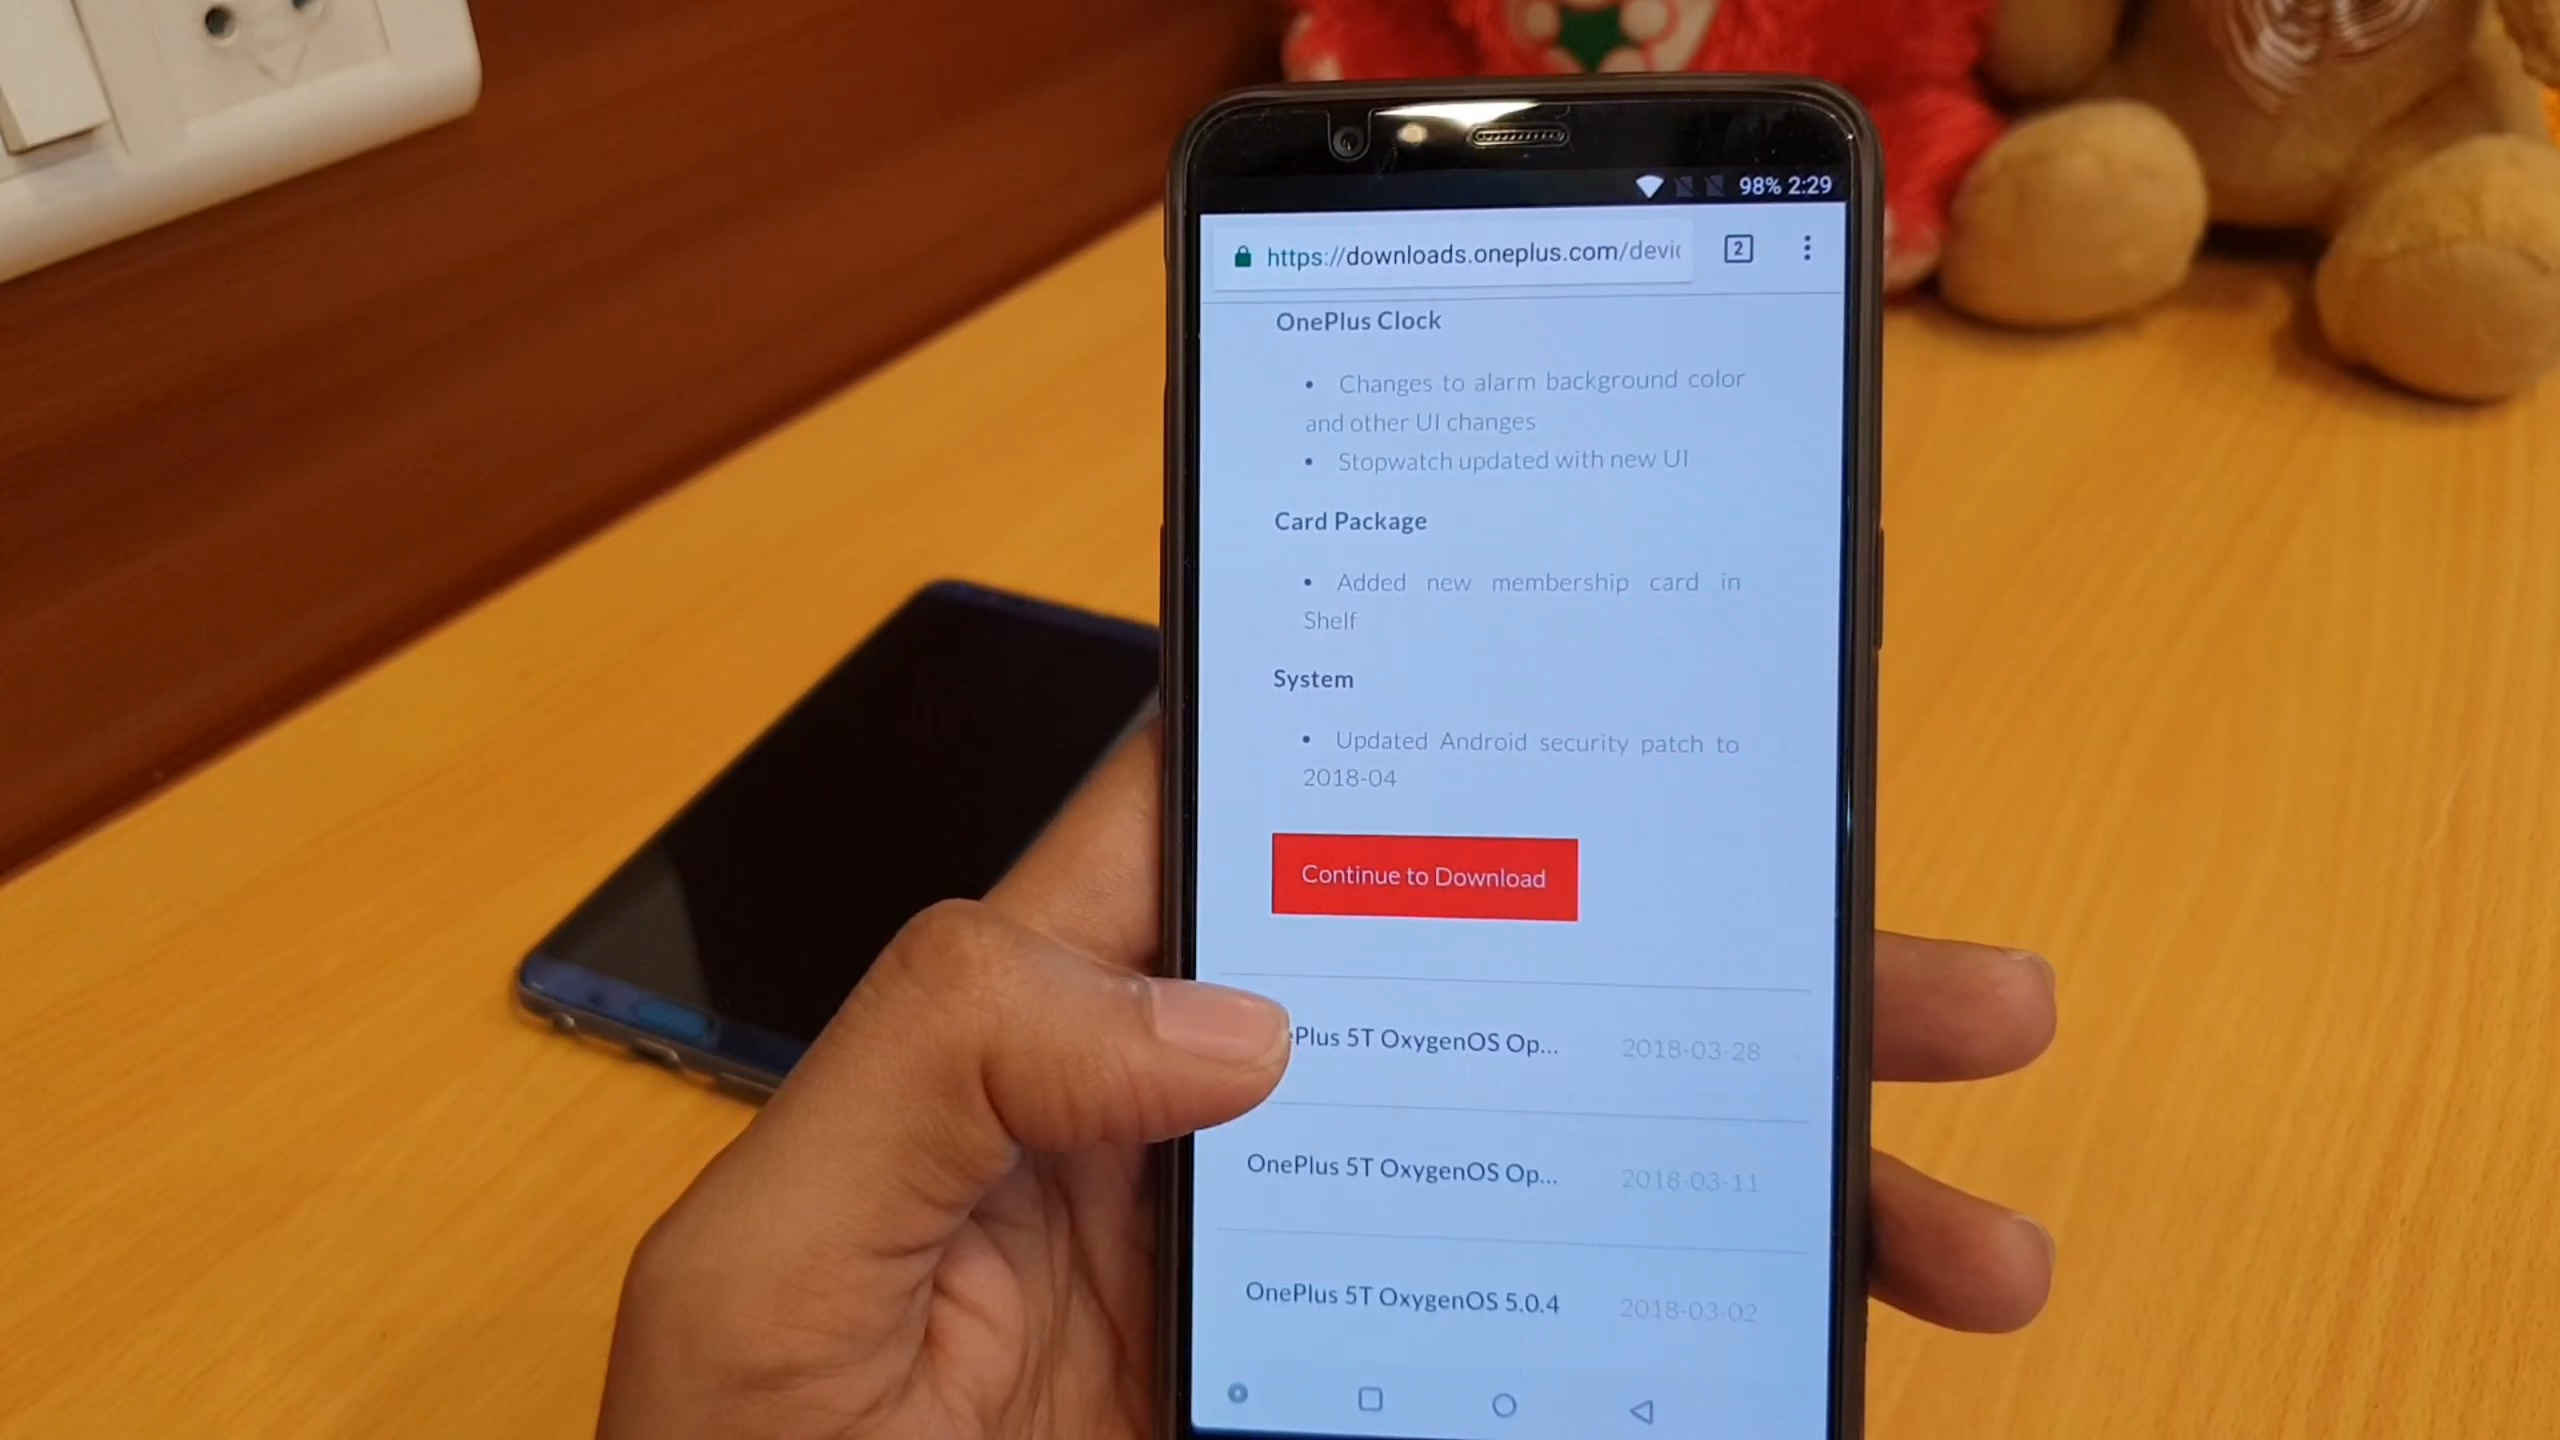 98% 2:29
https://downloads.oneplus.com/devic
2
OnePlus Clock
• Changes to alarm background color
and other UI changes
• Stopwatch updated with new UI
Card Package
• Added new membership card in
Shelf
System
• Updated Android security patch to
2018-04
Continue to Download
ePlus 5T OxygenOS Op... 2018-03-28
OnePlus 5T OxygenOS Op... 2018-03-11
OnePlus 5T OxygenOS 5.0.4 2018-03-02